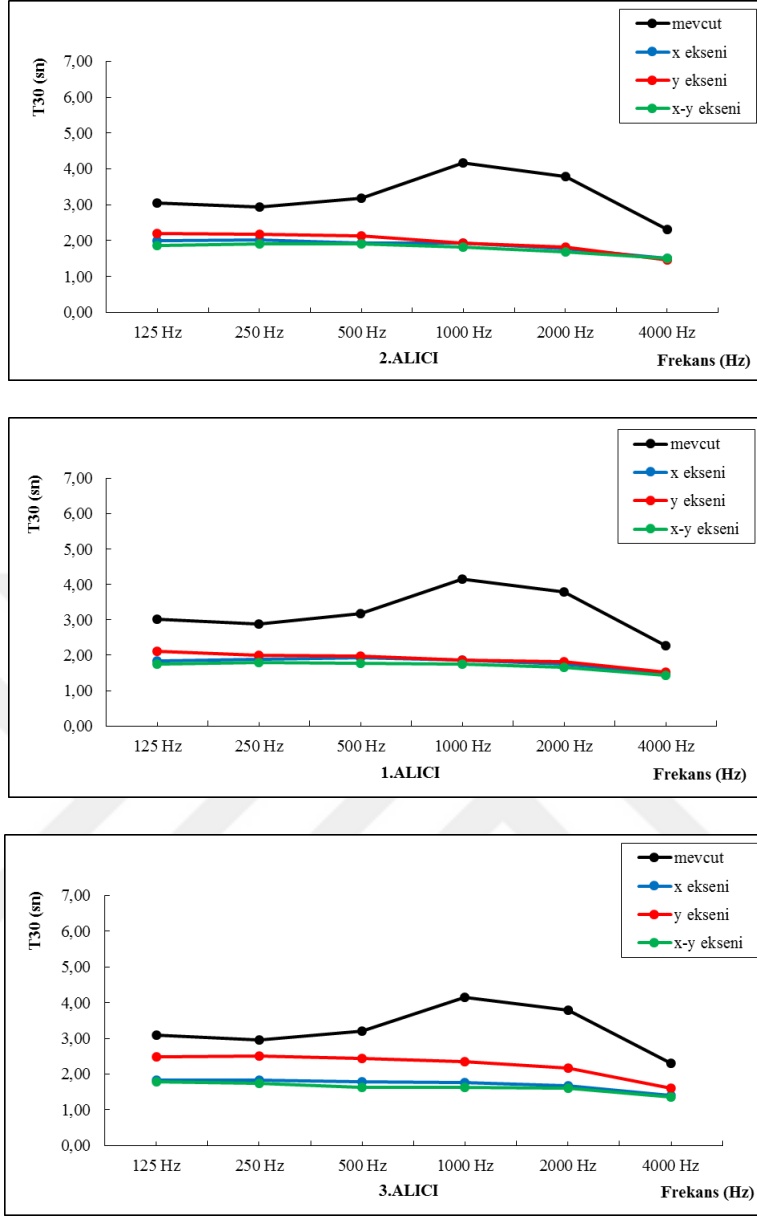 mevcut
x ekseni
y ekseni
x-y ekseni
T30 (sn)
7,00
6,00
5,00
4,00
3,00
2,00
1,00
0,00
125 Hz 250 Hz 500 Hz 1000 Hz 2000 Hz 4000 Hz
2.ALICI Frekans (Hz)
mevcut
x ekseni
y ekseni
x-y ekseni
T30 (sn)
7,00
6,00
5,00
4,00
3,00
2,00
1,00
0,00
125 Hz 250 Hz 500 Hz 1000 Hz 2000 Hz 4000 Hz
1.ALICI Frekans (Hz)
mevcut
x ekseni
y ekseni
x-y ekseni
T30 (sn)
7,00
6,00
5,00
4,00
3,00
2,00
1,00
0,00
125 Hz 250 Hz 500 Hz 1000 Hz 2000 Hz 4000 Hz
3.ALICI Frekans (Hz)